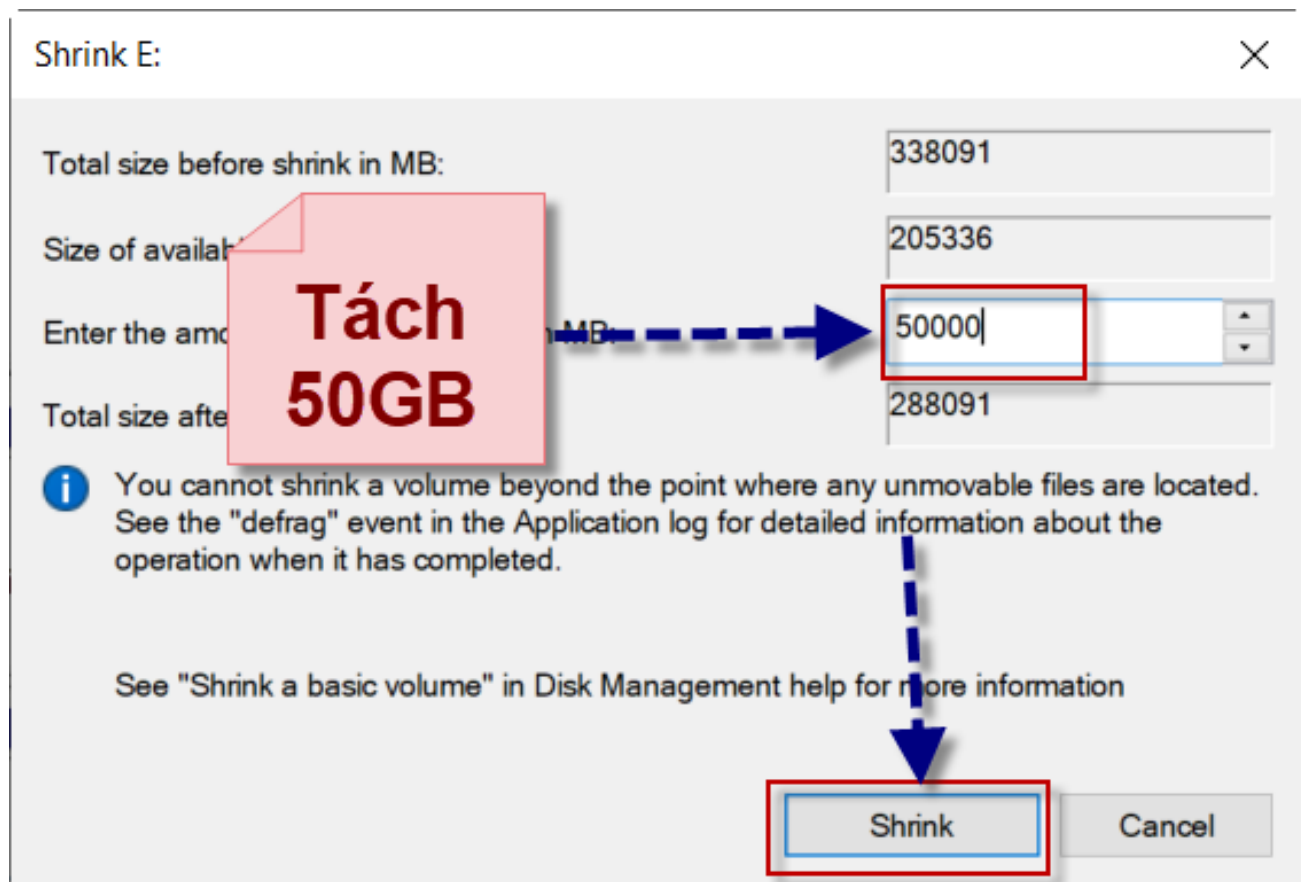 Shrink E:
Total size before shrink in MB:
338091
Size of availab
205336
Enter the amo
in MB:
50000
Total size afte
288091
Tách
50GB
You cannot shrink a volume beyond the point where any unmovable files are located.
See the "defrag" event in the Application log for detailed information about the
operation when it has completed.
See "Shrink a basic volume" in Disk Management help for more information
Shrink
Cancel